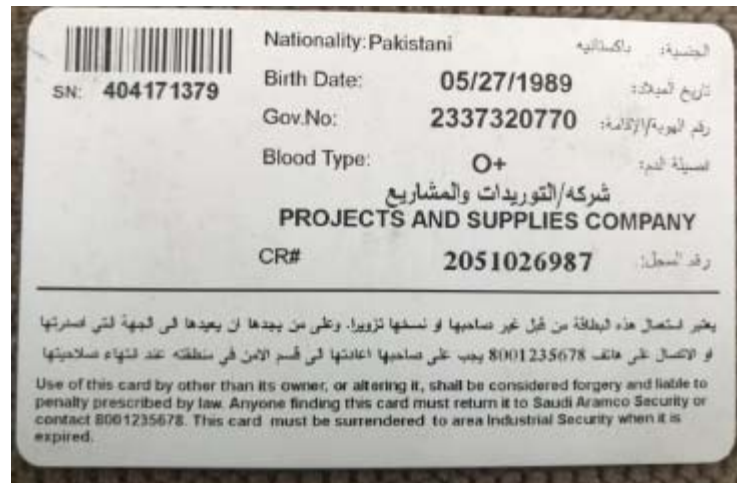 Nationality: Pakistani الجنسية: باكستانيه
SN: 404171379
Birth Date: 05/27/1989 تاريخ الميلاد:
Gov.No: 2337320770 رقم الهوية/الإقامة:
Blood Type: O+ فصيلة الدم:
شركه/التوريدات والمشاريع
PROJECTS AND SUPPLIES COMPANY
CR# 2051026987 رقم السجل:
يعتبر استعمال هذه البطاقة من قبل غير صاحبها او نسخها تزويرا. وعلى من يجدها ان يعيدها الى الجهة التي اصدرتها
او الاتصال على هاتف 8001235678 يجب على صاحبها اعادتها الى قسم الامن في منطقته عند انتهاء صلاحيتها
Use of this card by other than its owner, or altering it, shall be considered forgery and liable to
penalty prescribed by law. Anyone finding this card must return it to Saudi Aramco Security or
contact 8001235678. This card must be surrendered to area Industrial Security when it is
expired.